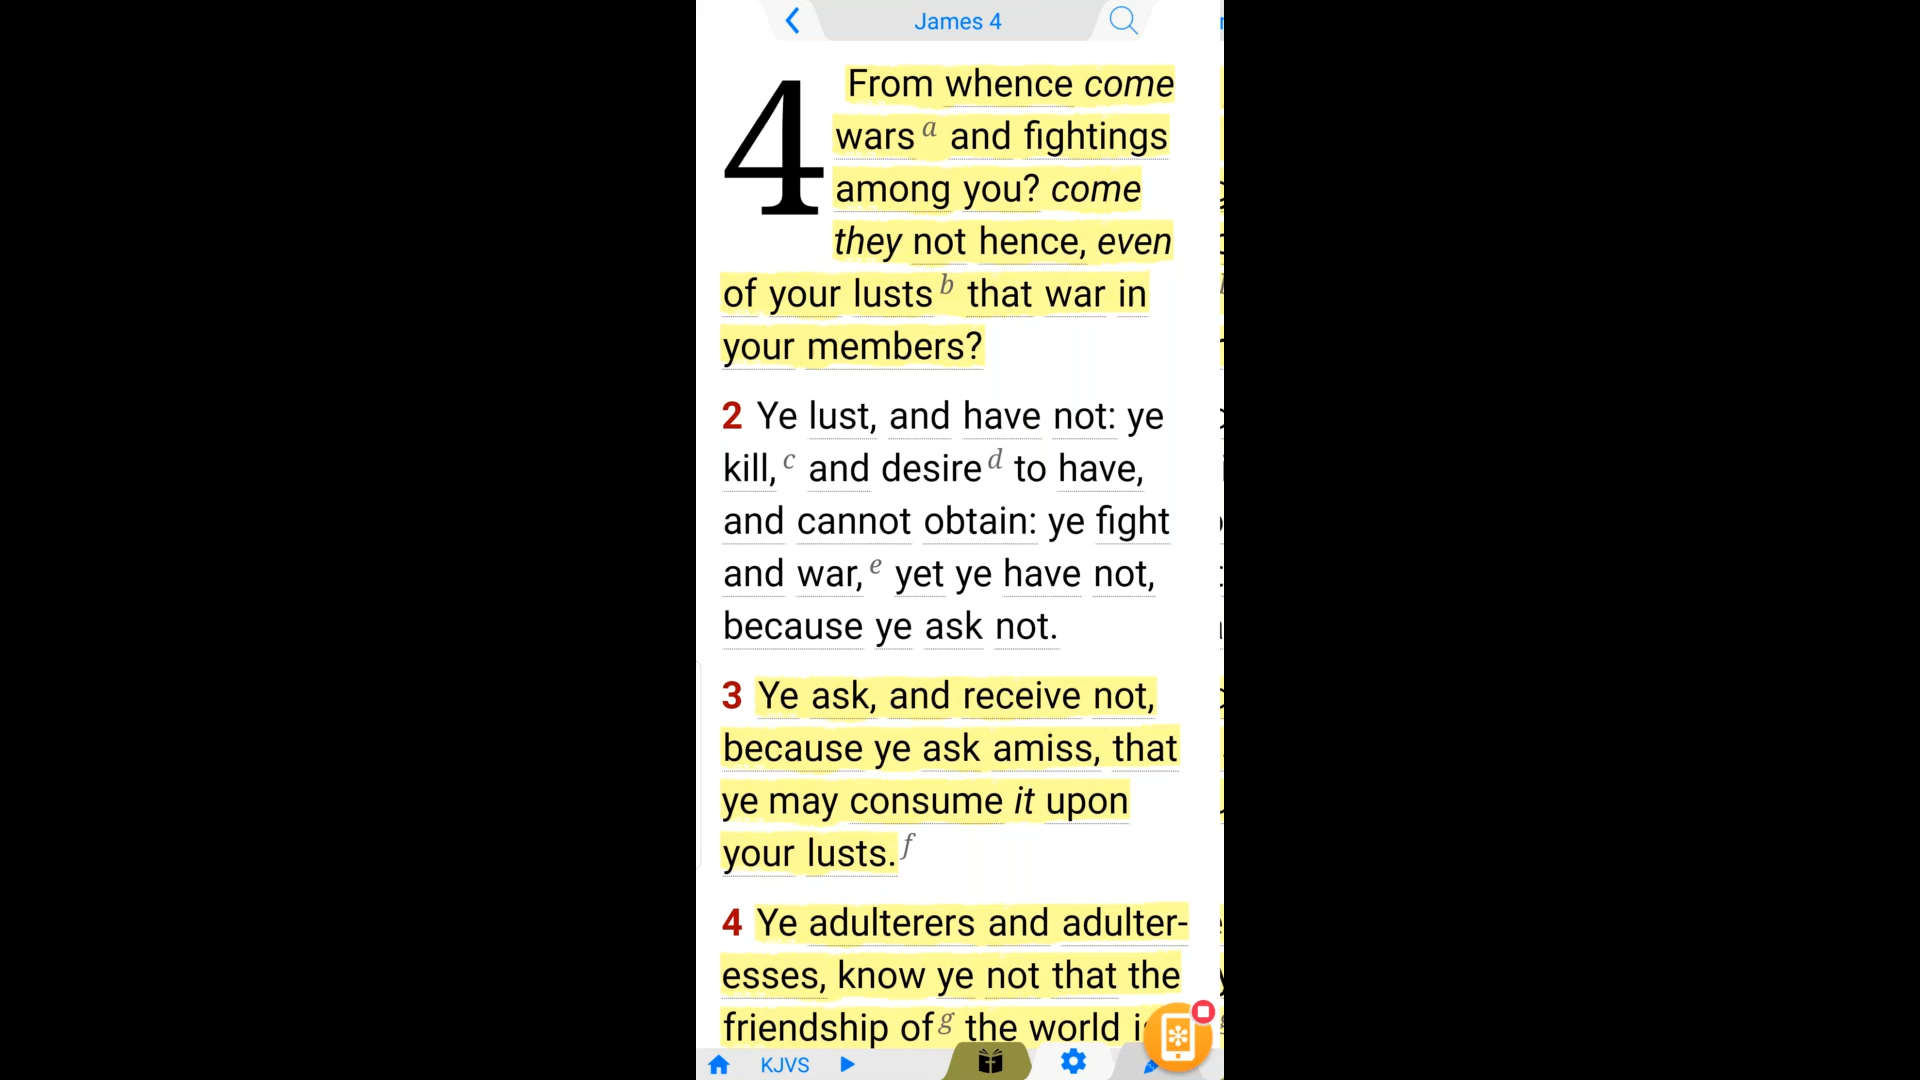 James 4
4 From whence come
wars a and fightings
among you? come
they not hence, even
of your lusts b that war in
your members?
2 Ye lust, and have not: ye
kill, c and desire d to have,
and cannot obtain: ye fight
and war, e yet ye have not,
because ye ask not.
3 Ye ask, and receive not,
because ye ask amiss, that
ye may consume it upon
your lusts. f
4 Ye adulterers and adulter-
esses, know ye not that the
friendship of g the world
KJVS